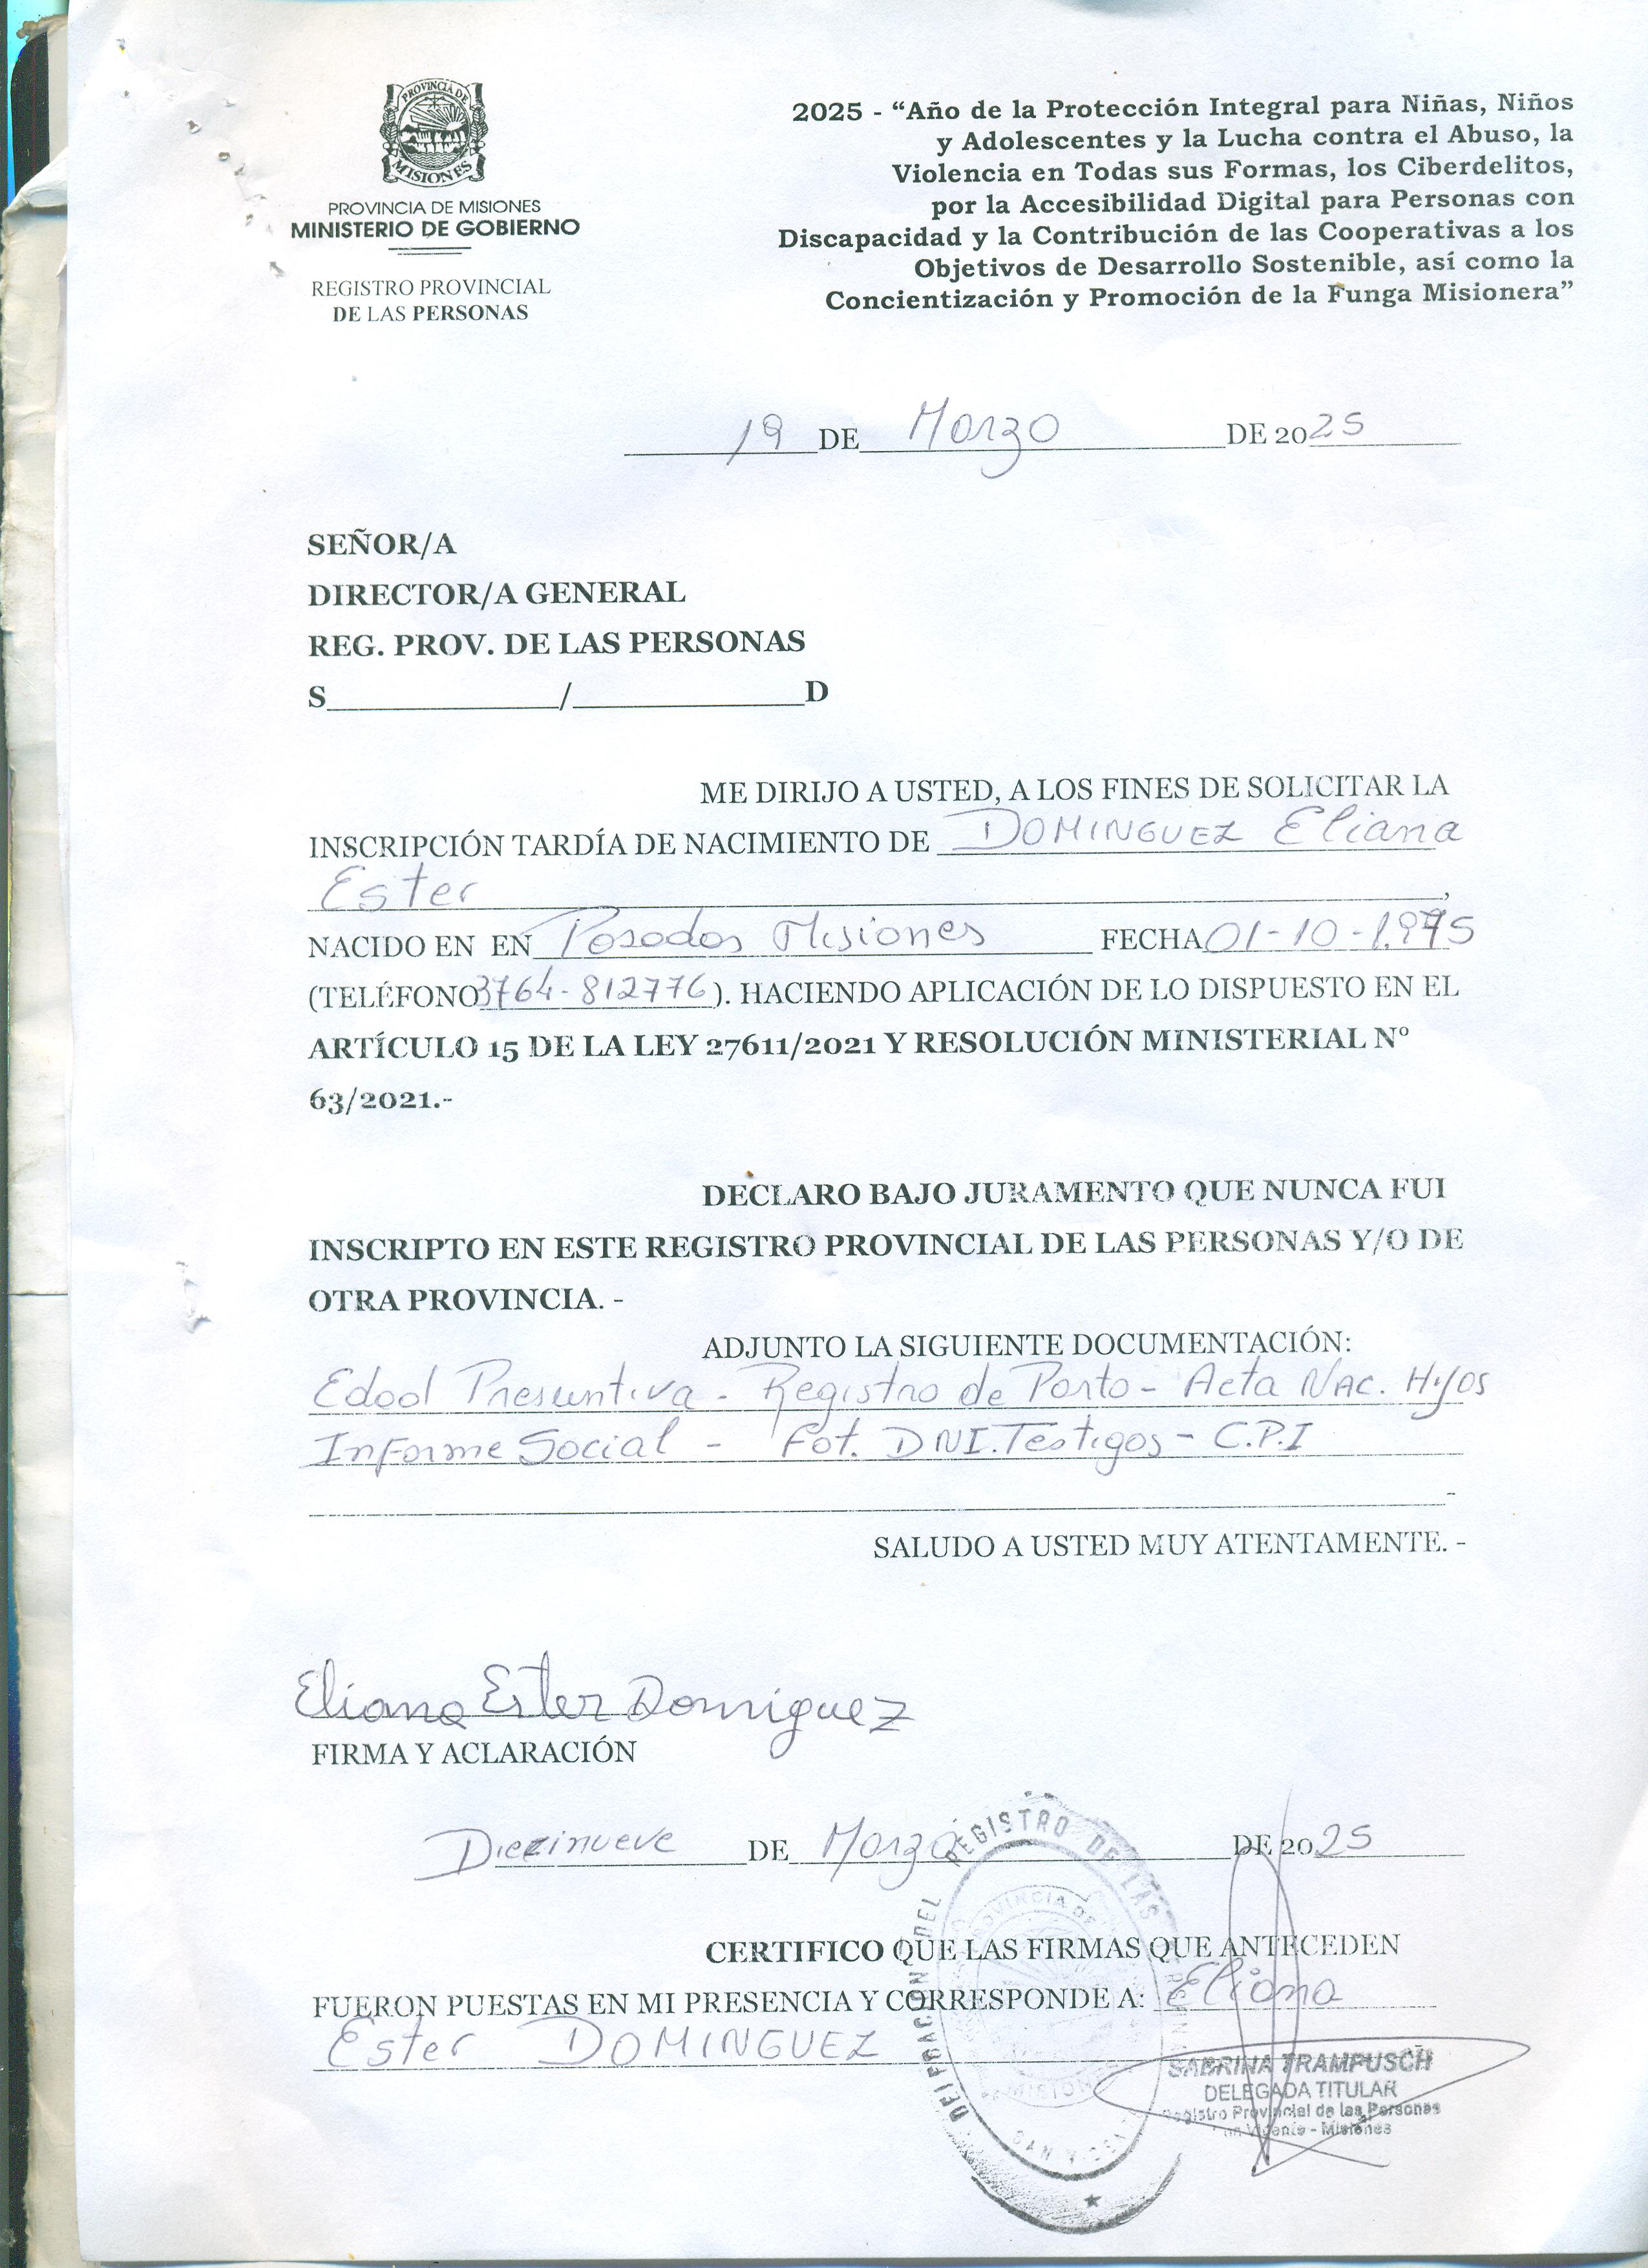 PROVINCIA DE
MISIONES
PROVINCIA DE MISIONES
MINISTERIO DE GOBIERNO
REGISTRO PROVINCIAL
DE LAS PERSONAS
2025 - “Año de la Protección Integral para Niñas, Niños
y Adolescentes y la Lucha contra el Abuso, la
Violencia en Todas sus Formas, los Ciberdelitos,
por la Accesibilidad Digital para Personas con
Discapacidad y la Contribución de las Cooperativas a los
Objetivos de Desarrollo Sostenible, así como la
Concientización y Promoción de la Funga Misionera”
19 DE Marzo DE 2025
SEÑOR/A
DIRECTOR/A GENERAL
REG. PROV. DE LAS PERSONAS
S______________/______________D
ME DIRIJO A USTED, A LOS FINES DE SOLICITAR LA
INSCRIPCIÓN TARDÍA DE NACIMIENTO DE DOMINGUEZ Eliana
Ester,
NACIDO EN EN Posadas Misiones FECHA 01-10-1.995
(TELÉFONO 3764-812776). HACIENDO APLICACIÓN DE LO DISPUESTO EN EL
ARTÍCULO 15 DE LA LEY 27611/2021 Y RESOLUCIÓN MINISTERIAL N°
63/2021.-
DECLARO BAJO JURAMENTO QUE NUNCA FUI
INSCRIPTO EN ESTE REGISTRO PROVINCIAL DE LAS PERSONAS Y/O DE
OTRA PROVINCIA. -
ADJUNTO LA SIGUIENTE DOCUMENTACIÓN:
Edad Presuntiva - Registro de Parto - Acta Nac. Hijos
Informe Social - Fot. DNI. Testigos - C.P.I
-
SALUDO A USTED MUY ATENTAMENTE. -
Eliana Ester Domiguez
FIRMA Y ACLARACIÓN
Diezinueve DE Marzo DE 2025
CERTIFICO QUE LAS FIRMAS QUE ANTECEDEN
FUERON PUESTAS EN MI PRESENCIA Y CORRESPONDE A: Eliana
Ester DOMINGUEZ
REGISTRO DE LAS
PROVINCIA DE
MISIONES
SABRINA TRAMPUSCH
DELEGADA TITULAR
Registro Provincial de las Personas
Vicente - Misiones